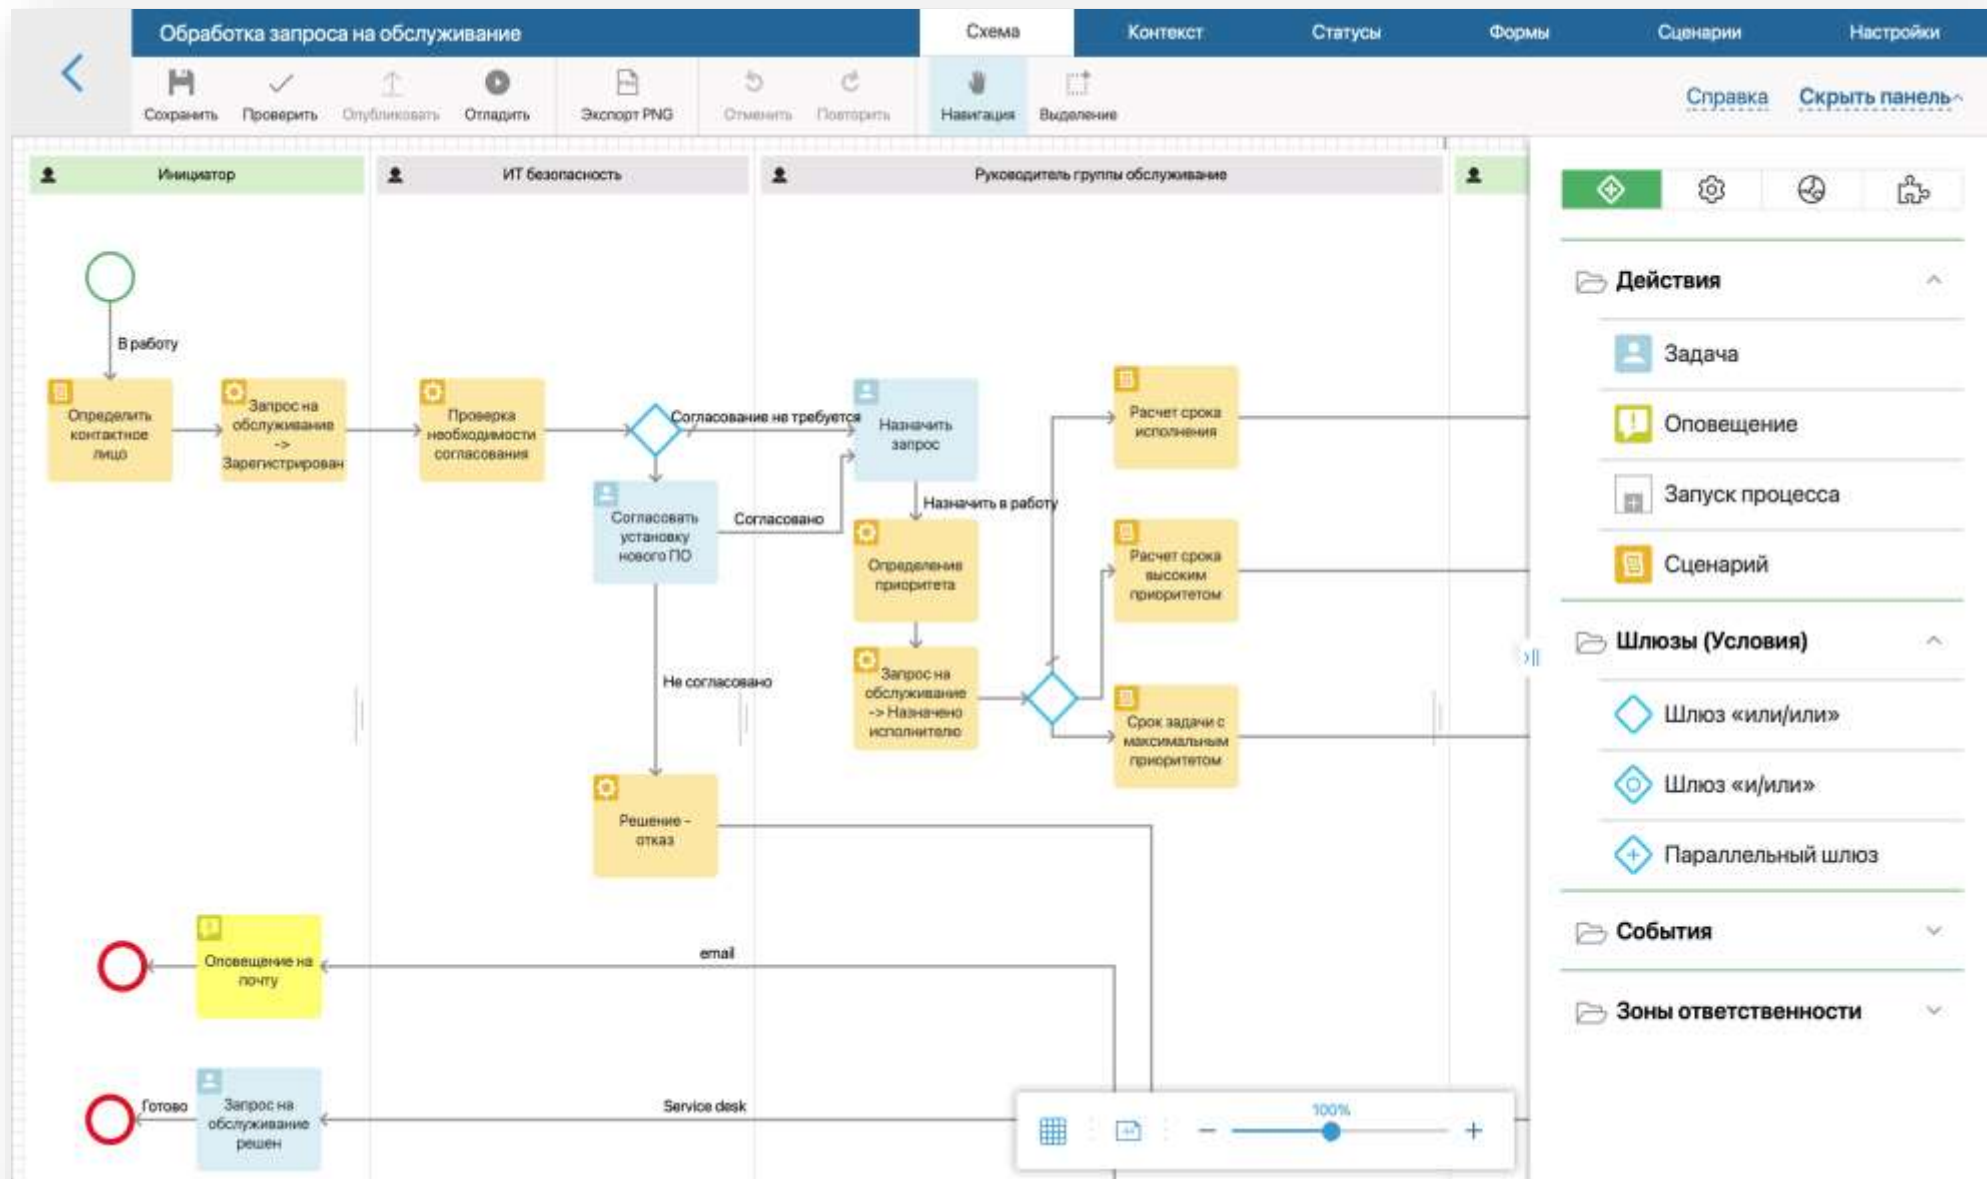 Обработка запроса на обслуживание
Схема
Контекст
Статусы
Формы
Сценарии
Настройки
Сохранить
Проверить
Опубликовать
Отладить
Экспорт PNG
Отменить
Повторить
Навигация
Выделение
Справка
Скрыть панель
Инициатор
ИТ безопасность
Руководитель группы обслуживание
В работу
Определить
контактное
лицо
Запрос на
обслуживание
->
Зарегистрирован
Проверка
необходимости
согласования
Согласование не требуется
Назначить
запрос
Расчет срока
исполнения
Согласовать
установку
нового ПО
Согласовано
Назначить в работу
Определения
приоритета
Расчет срока
высоким
приоритетом
Не согласовано
Запрос на
обслуживание
-> Назначено
исполнителю
Срок задачи с
максимальным
приоритетом
Решение -
отказ
Оповещение на
почту
email
Готово
Запрос на
обслуживание
решен
Service desk
100%
Действия
Задача
Оповещение
Запуск процесса
Сценарий
Шлюзы (Условия)
Шлюз «или/или»
Шлюз «и/или»
Параллельный шлюз
События
Зоны ответственности